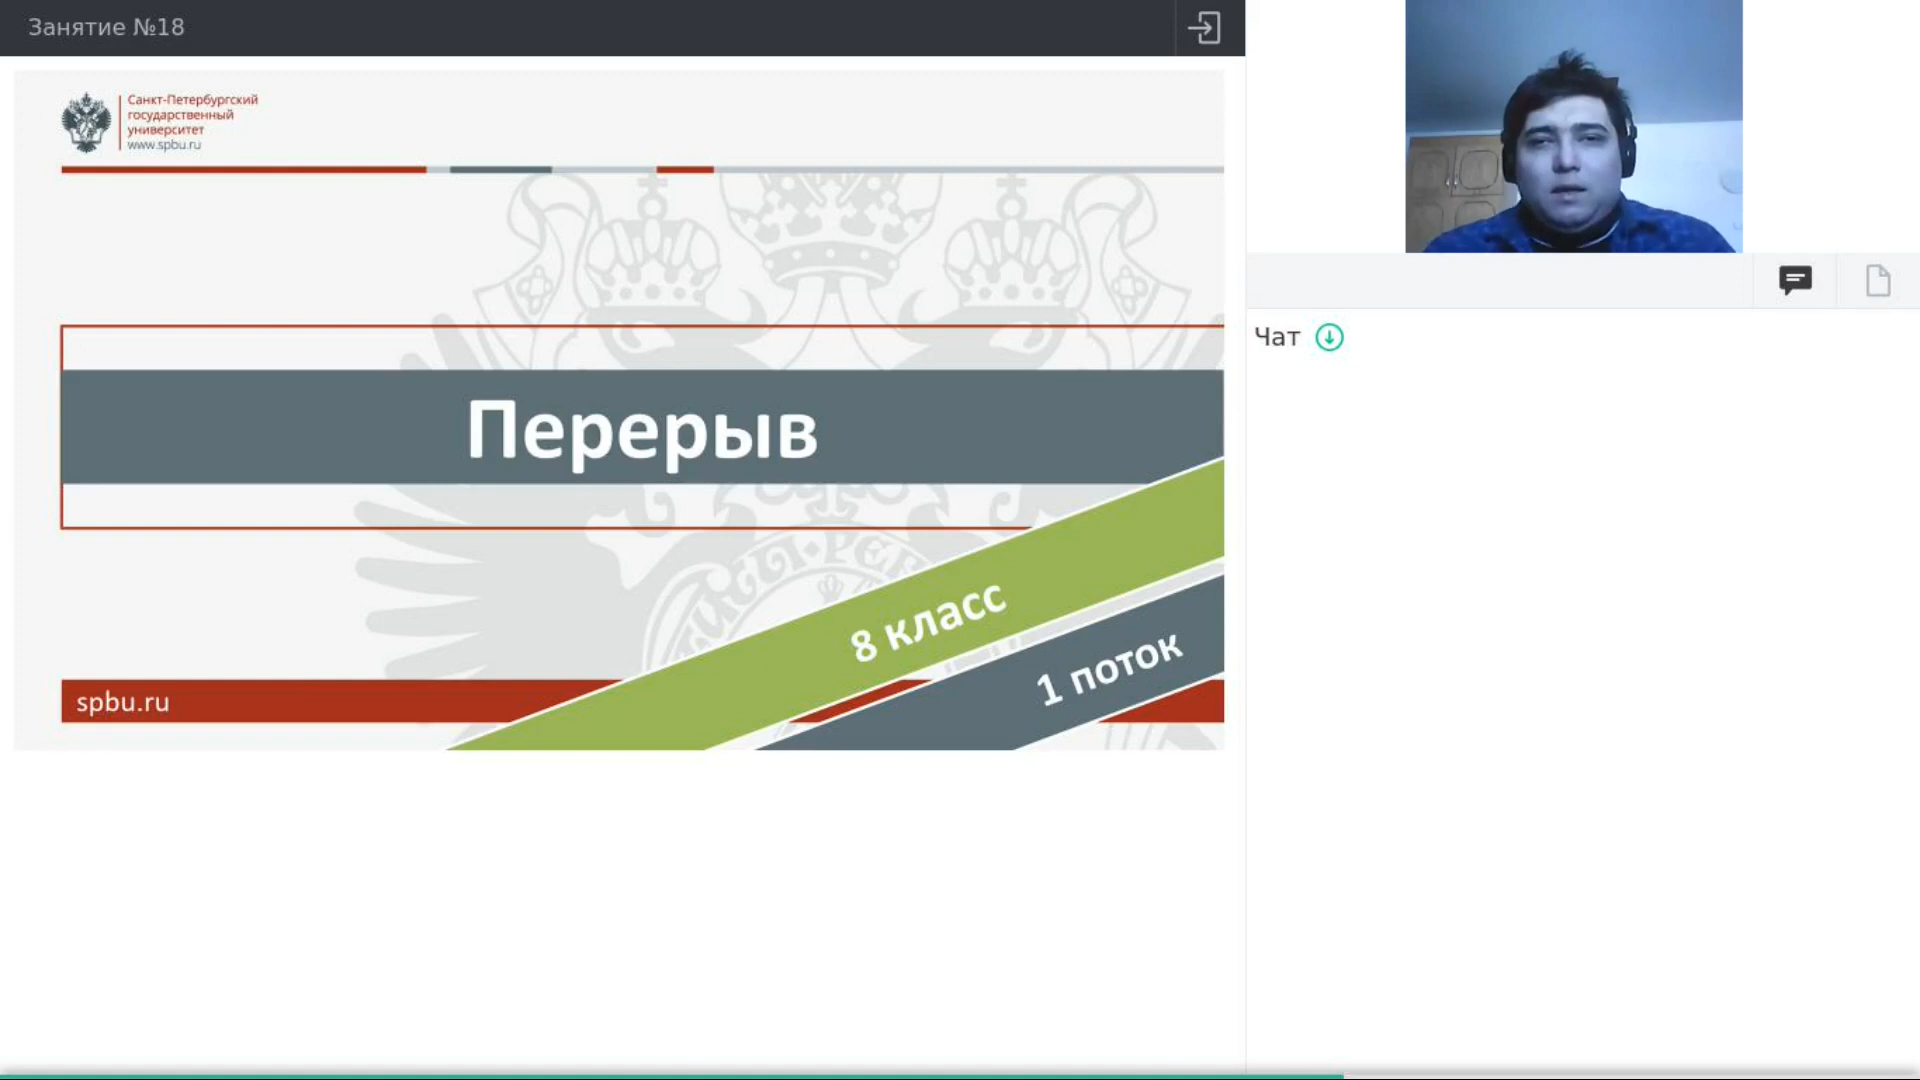 Занятие №18
Санкт-Петербургский
государственный
университет
www.spbu.ru
Перерыв
8 класс
1 поток
spbu.ru
Чат